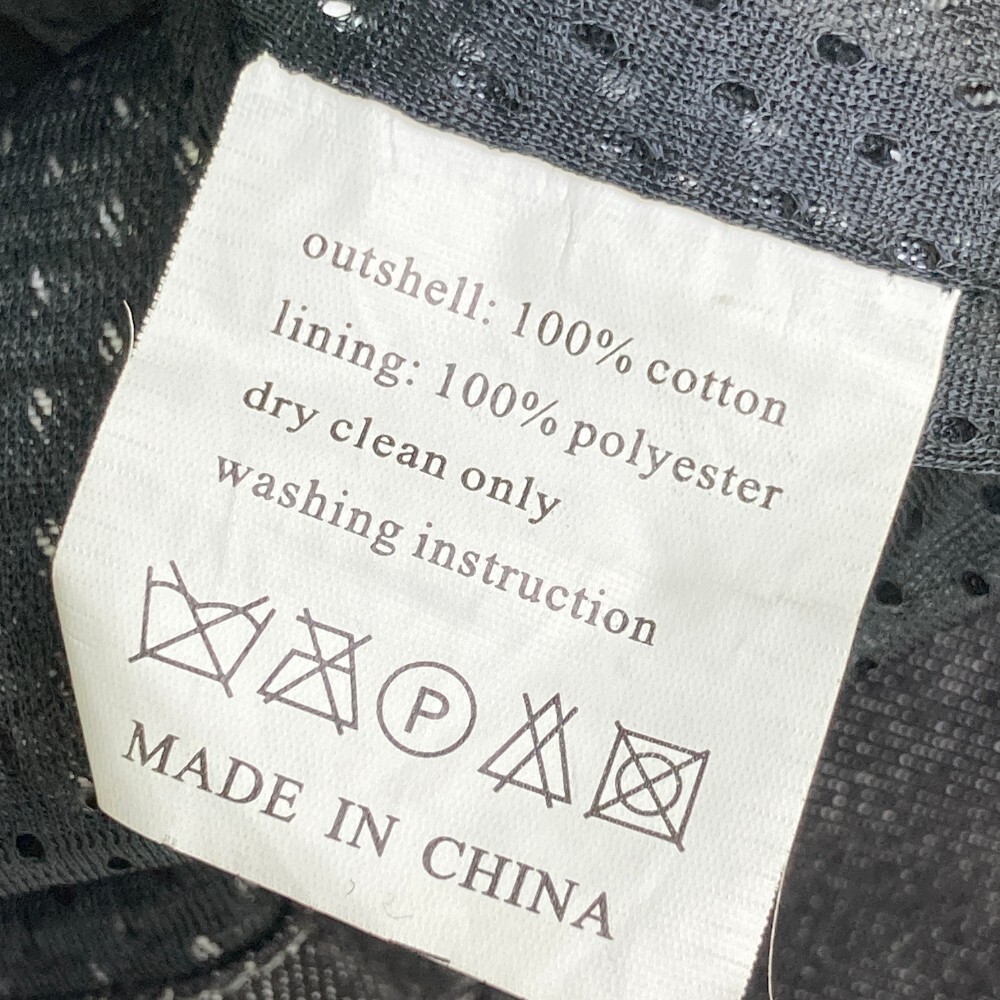 outshell: 100% cotton
lining: 100% polyester
dry clean only
washing instruction
P
MADE IN CHINA